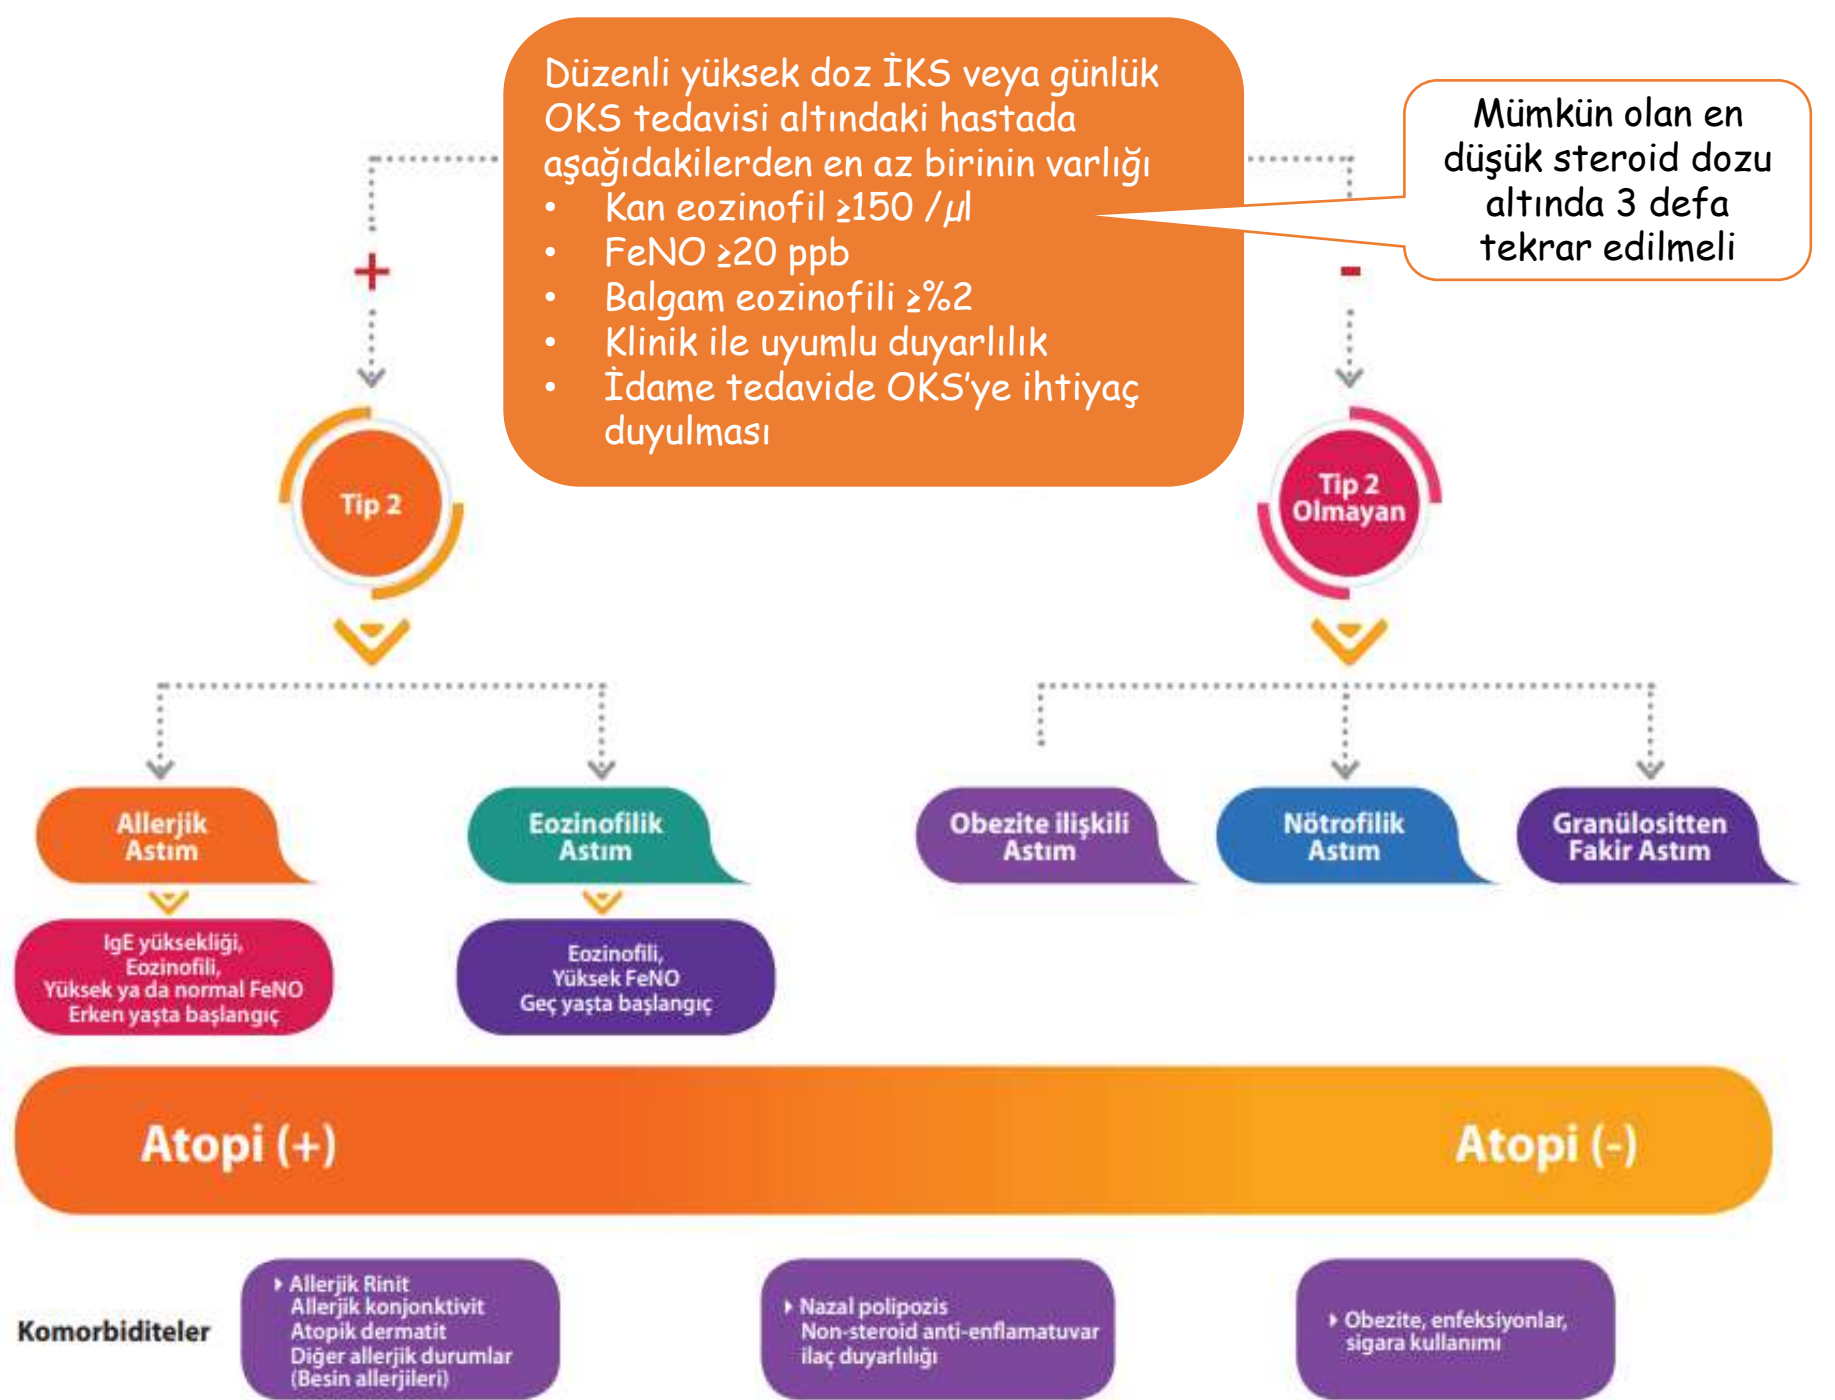 Düzenli yüksek doz İKS veya günlük
OKS tedavisi altındaki hastada
aşağıdakilerden en az birinin varlığı
• Kan eozinofil ≥150 /µl
• FeNO ≥20 ppb
• Balgam eozinofili ≥%2
• Klinik ile uyumlu duyarlılık
• İdame tedavide OKS'ye ihtiyaç
duyulması
Mümkün olan en
düşük steroid dozu
altında 3 defa
tekrar edilmeli
+
-
Tip 2
Tip 2
Olmayan
Allerjik
Astım
Eozinofilik
Astım
Obezite ilişkili
Astım
Nötrofilik
Astım
Granülositten
Fakir Astım
IgE yüksekliği,
Eozinofili,
Yüksek ya da normal FeNO
Erken yaşta başlangıç
Eozinofili,
Yüksek FeNO
Geç yaşta başlangıç
Atopi (+)
Atopi (-)
Komorbiditeler
Allerjik Rinit
Allerjik konjonktivit
Atopik dermatit
Diğer allerjik durumlar
(Besin allerjileri)
Nazal polipozis
Non-steroid anti-enflamatuvar
ilaç duyarlılığı
Obezite, enfeksiyonlar,
sigara kullanımı